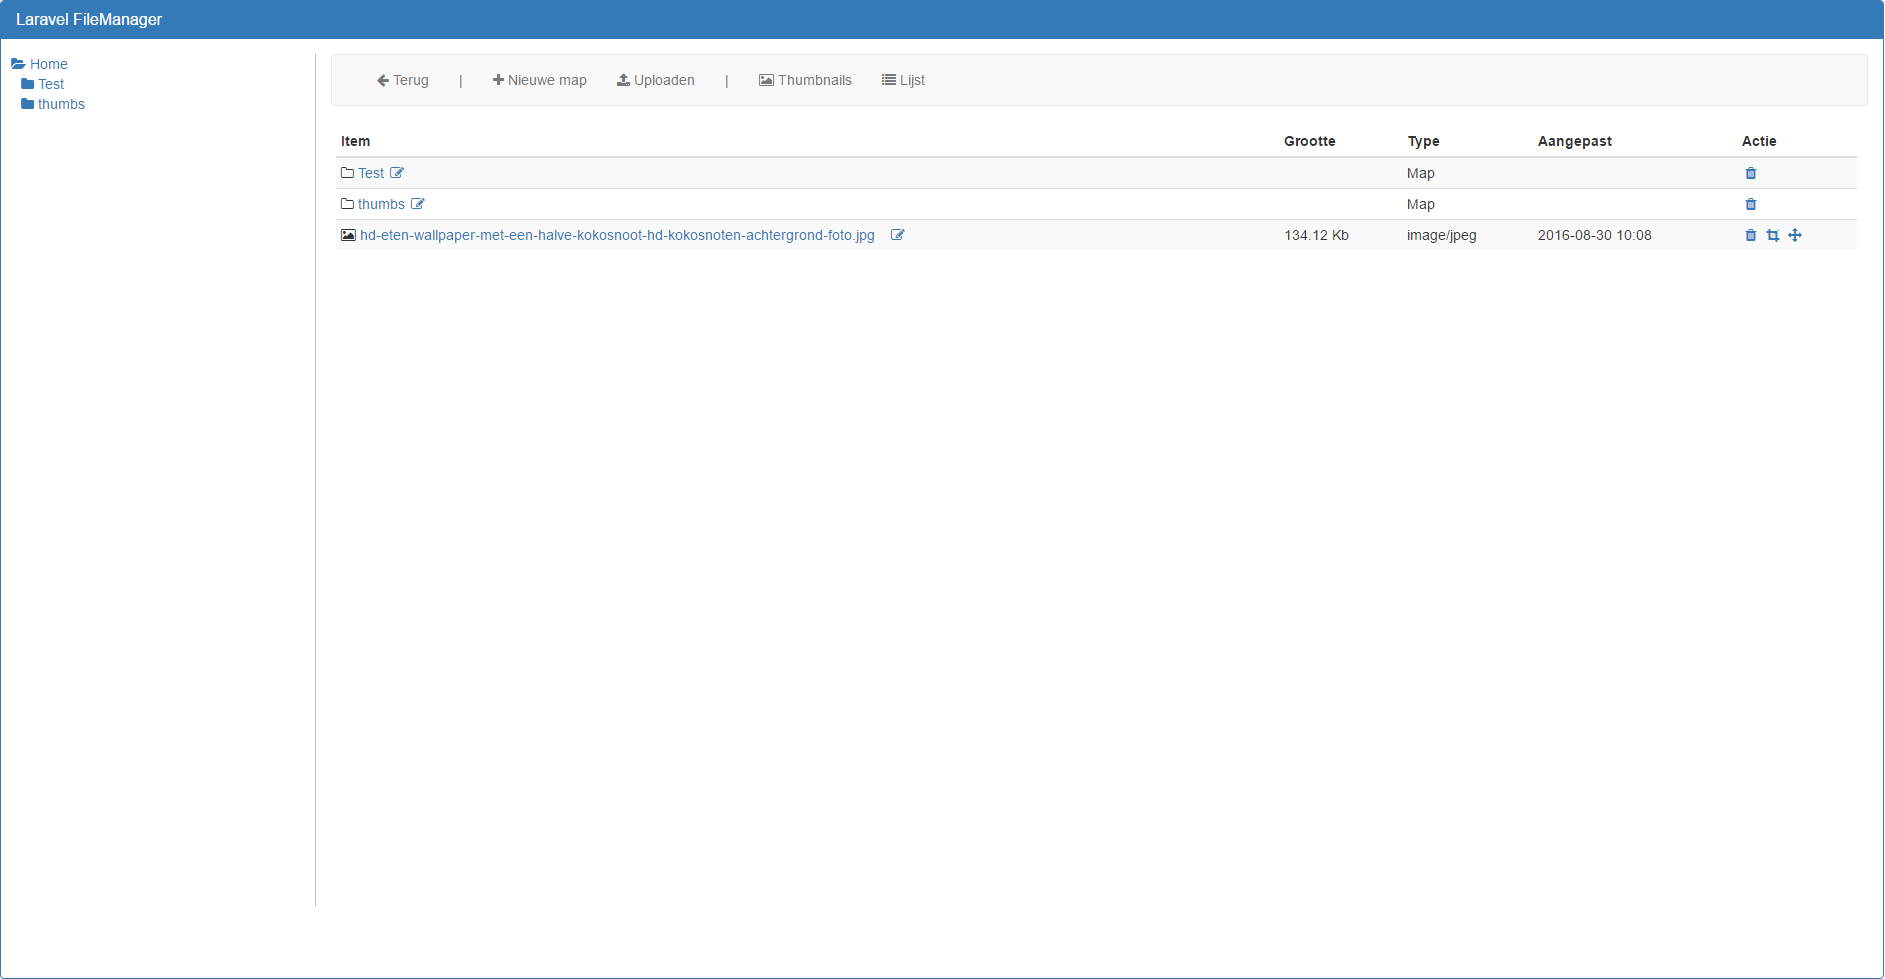 Laravel FileManager
Home
Test
thumbs
Terug | Nieuwe map Uploaden | Thumbnails Lijst
Item Grootte Type Aangepast Actie
Test Map
thumbs Map
hd-eten-wallpaper-met-een-halve-kokosnoot-hd-kokosnoten-achtergrond-foto.jpg 134.12 Kb image/jpeg 2016-08-30 10:08